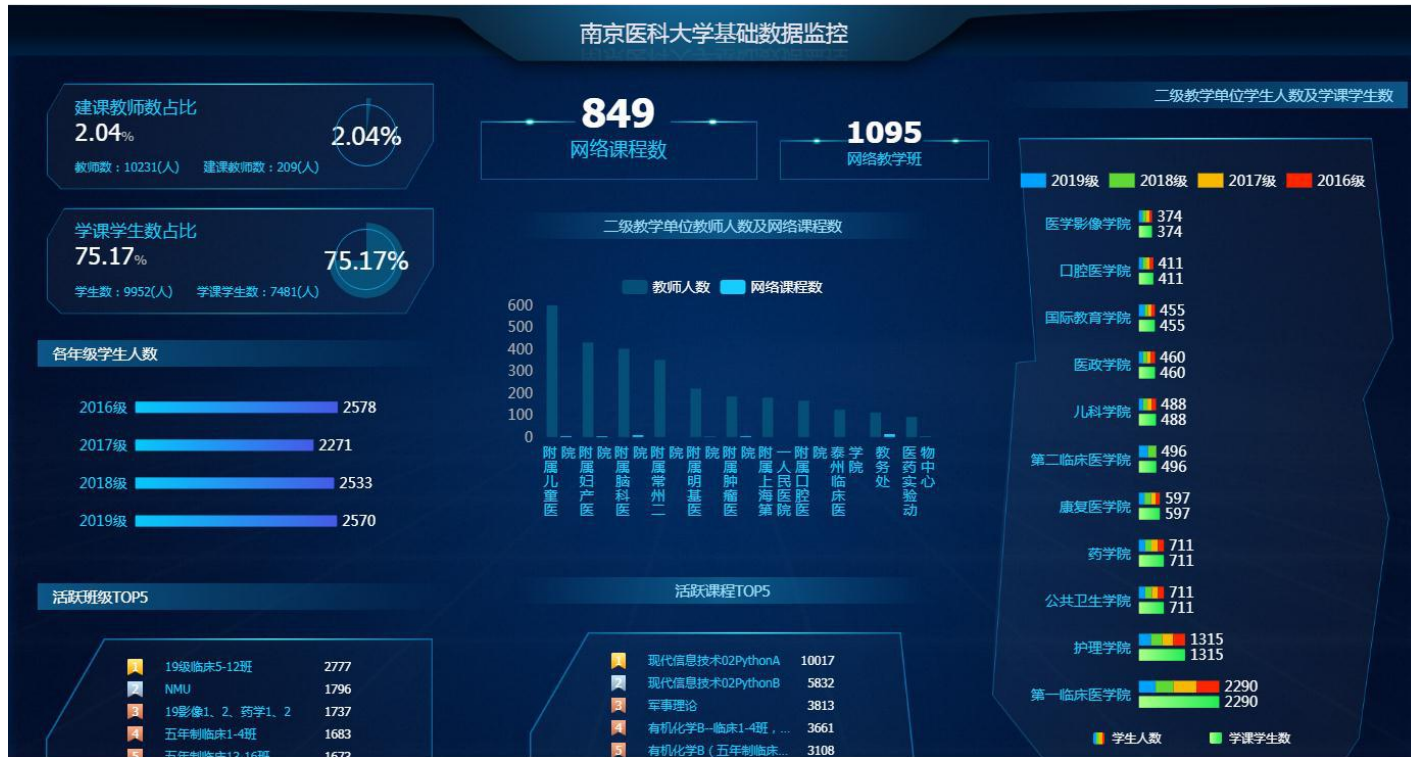 南京医科大学基础数据监控
建课教师数占比
2.04%
2.04%
教师数：10231(人) 建课教师数：209(人)
学课学生数占比
75.17%
75.17%
学生数：9952(人) 学课学生数：7481(人)
各年级学生人数
2016级 2578
2017级 2271
2018级 2533
2019级 2570
活跃班级TOP5
1 19级临床5-12班 2777
2 NMU 1796
3 19影像1、2、药学1、2 1737
4 五年制临床1-4班 1683
5 五年制临床12-16班 1672
849
网络课程数
1095
网络教学班
二级教学单位教师人数及网络课程数
教师人数 网络课程数
600
500
400
300
200
100
0
附属儿童医院
附属妇产医院
附属脑科医院
附属常州二院
附属明基医院
附属肿瘤医院
附属上海第一人民医院
附属口腔医院
泰州临床医学院
教务处
医药实验动物中心
活跃课程TOP5
1 现代信息技术02PythonA 10017
2 现代信息技术02PythonB 5832
3 军事理论 3813
4 有机化学B--临床1-4班，... 3661
5 有机化学B（五年制临床... 3108
二级教学单位学生人数及学课学生数
2019级 2018级 2017级 2016级
医学影像学院 374
374
口腔医学院 411
411
国际教育学院 455
455
医政学院 460
460
儿科学院 488
488
第二临床医学院 496
496
康复医学院 597
597
药学院 711
711
公共卫生学院 711
711
护理学院 1315
1315
第一临床医学院 2290
2290
学生人数 学课学生数